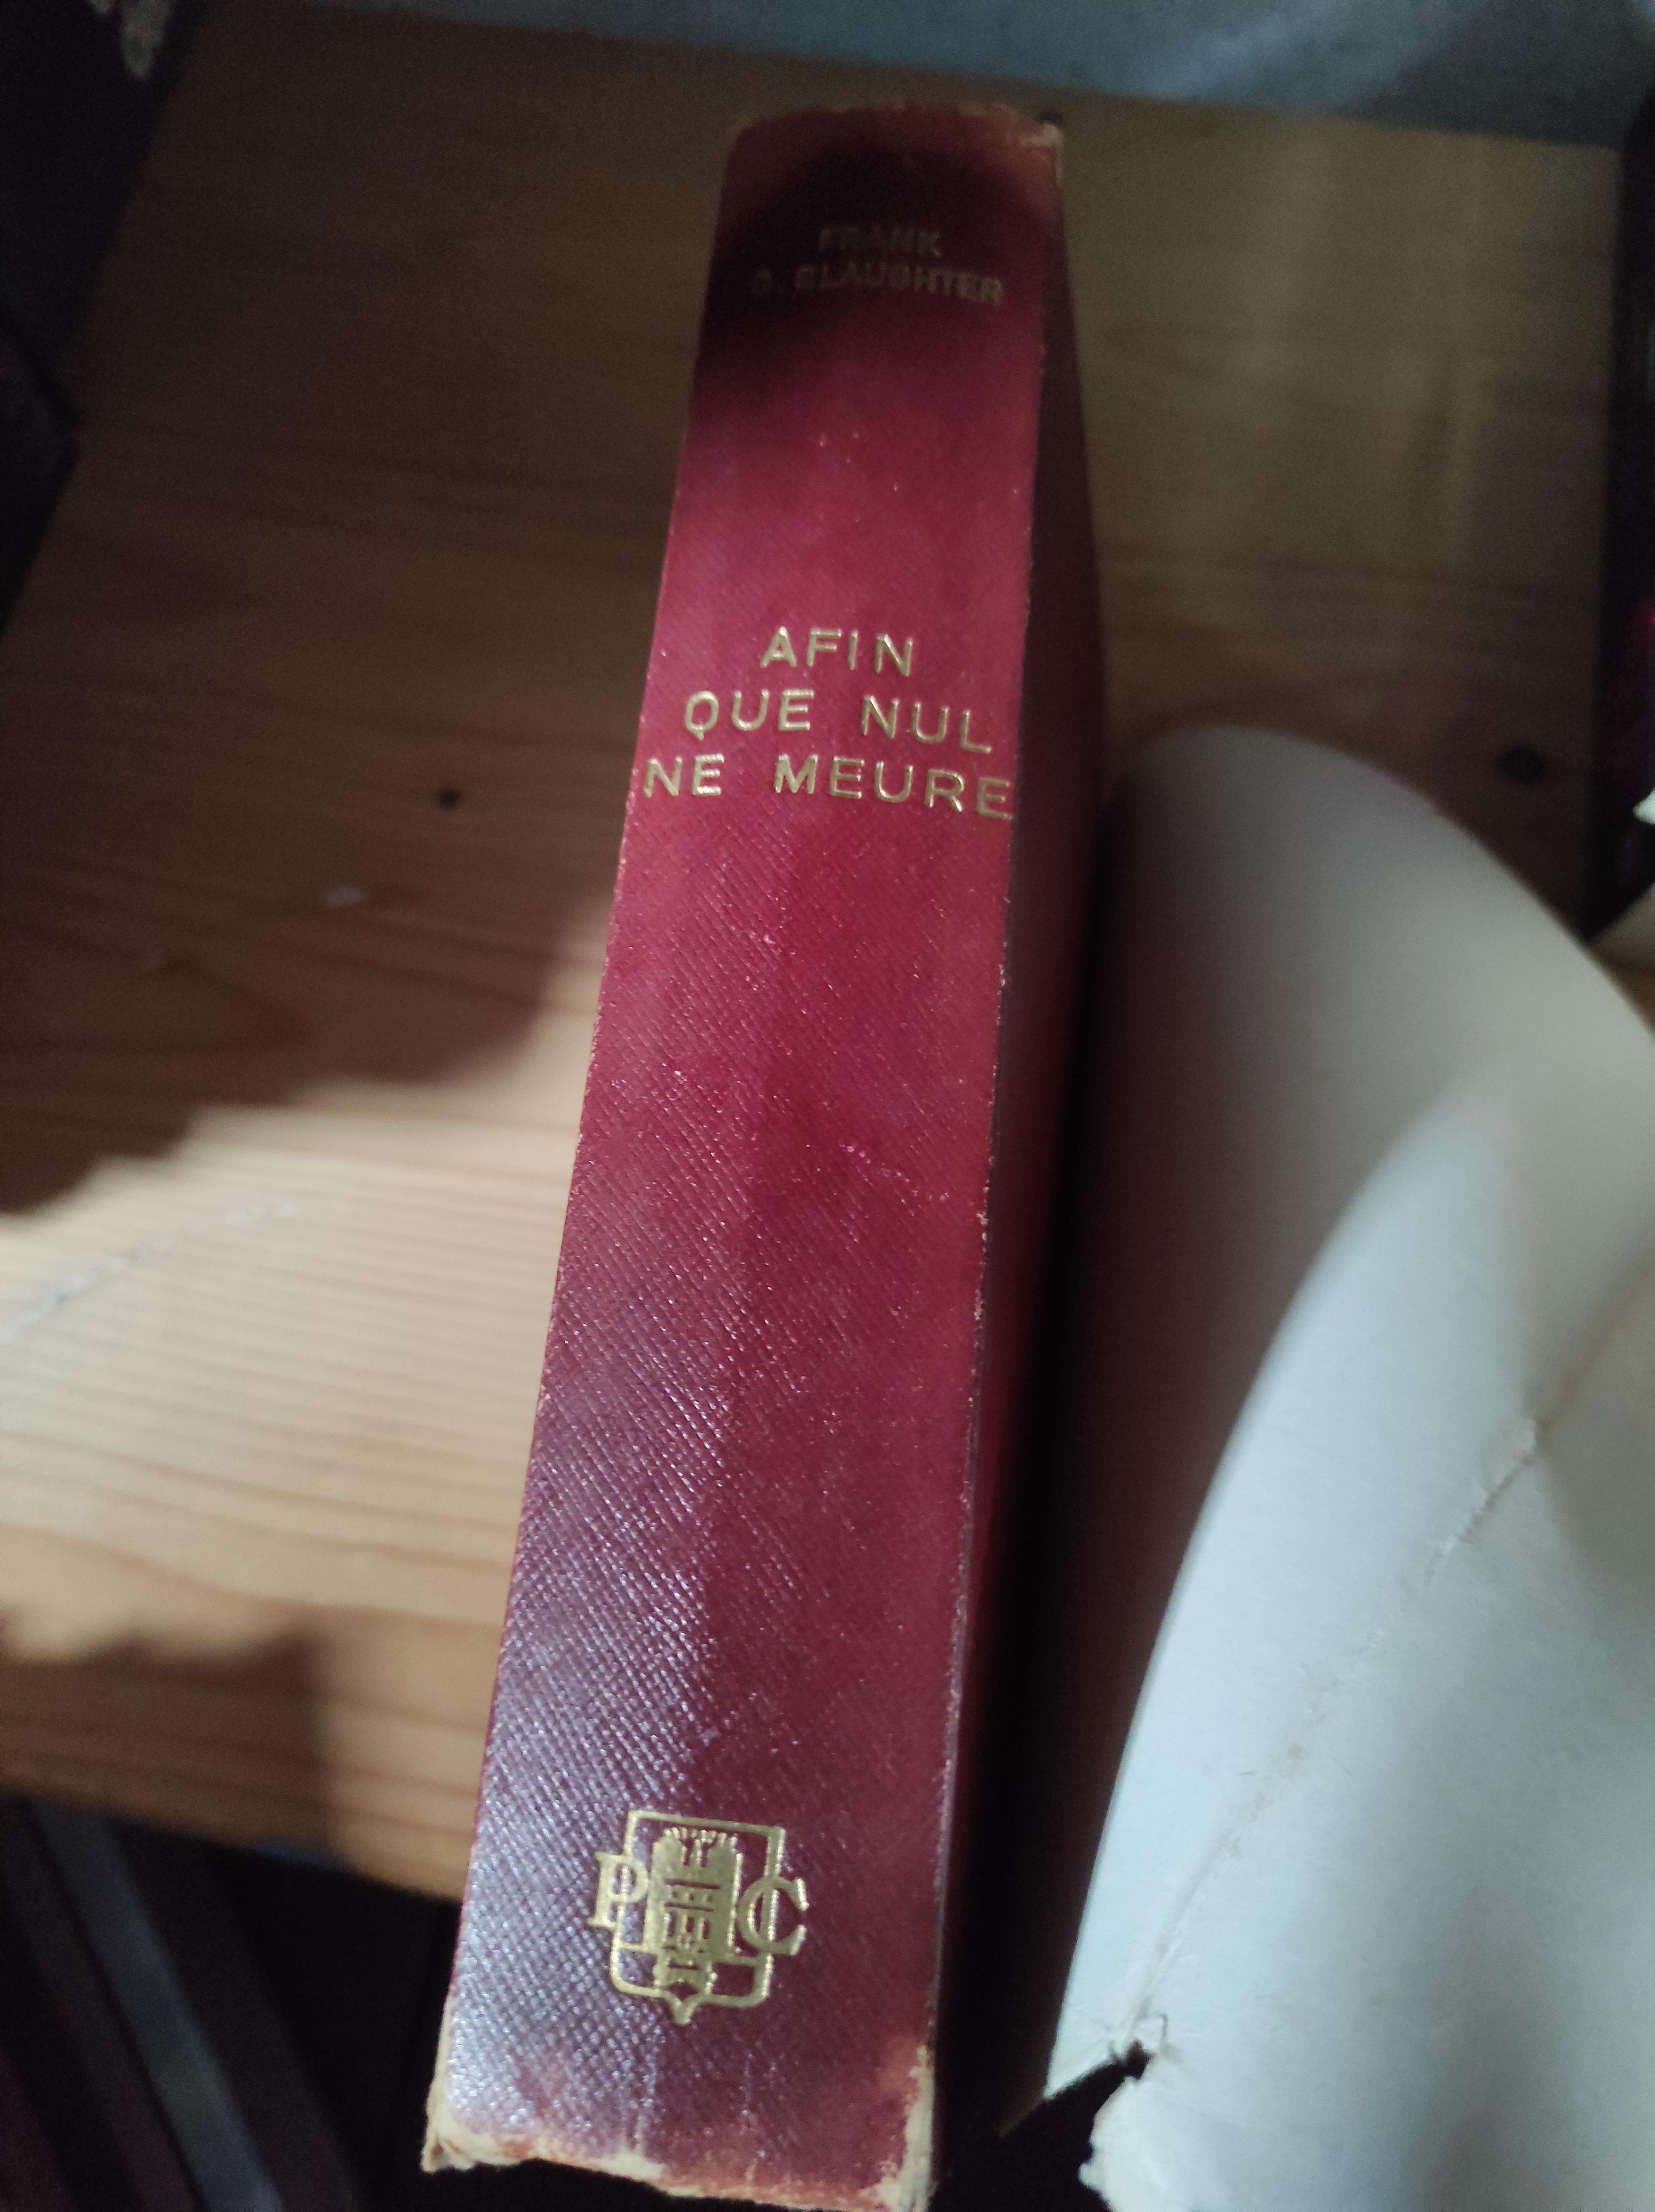 FRANK
G. SLAUGHTER
AFIN
QUE NUL
NE MEURE
P C